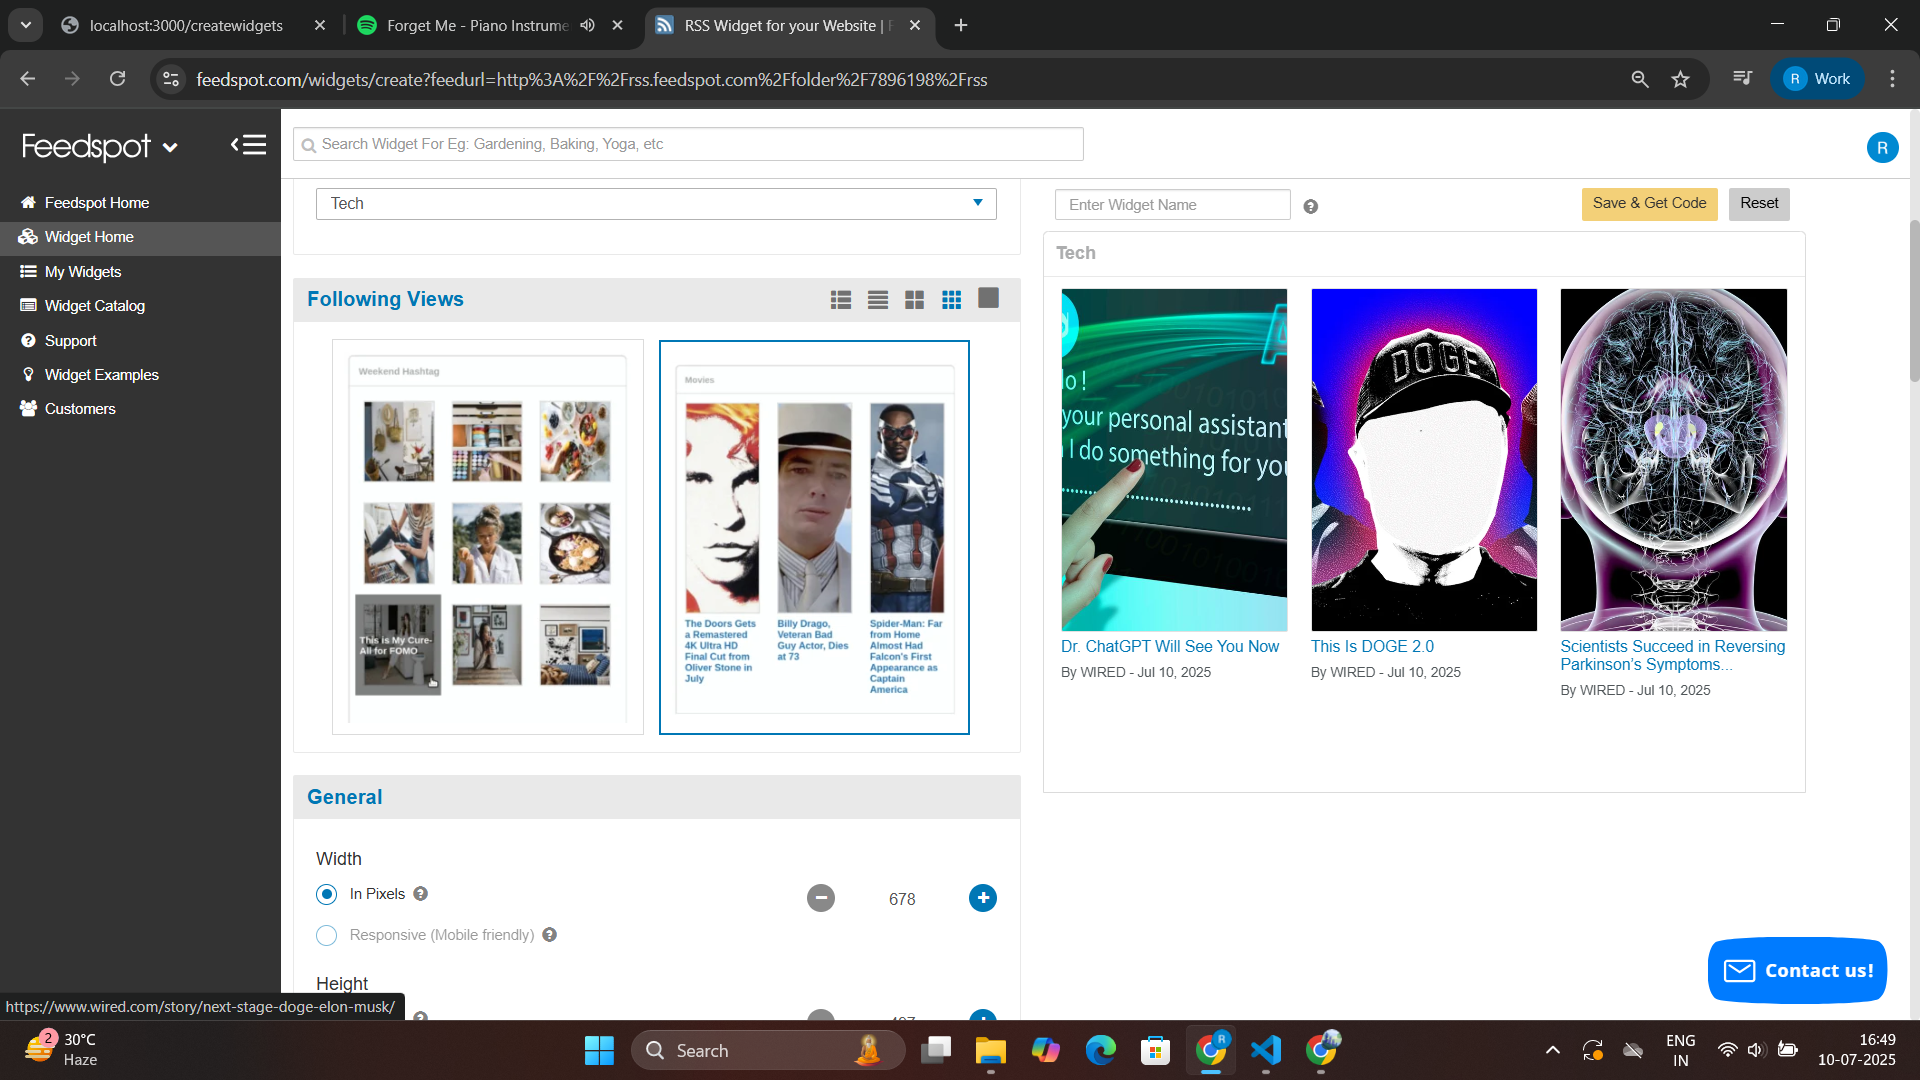 localhost:3000/createwidgets
Forget Me - Piano Instrume
RSS Widget for your Website |
feedspot.com/widgets/create?feedurl=http%3A%2F%2Frss.feedspot.com%2Ffolder%2F7896198%2Frss
R Work
Feedspot
Search Widget For Eg: Gardening, Baking, Yoga, etc
R
Feedspot Home
Widget Home
My Widgets
Widget Catalog
Support
Widget Examples
Customers
Tech
Enter Widget Name
Save & Get Code
Reset
Following Views
Weekend Hashtag
This is My Cure-
All for FOMO
Movies
The Doors Gets
a Remastered
4K Ultra HD
Final Cut from
Oliver Stone in
July
Billy Drago,
Veteran Bad
Guy Actor, Dies
at 73
Spider-Man: Far
from Home
Almost Had
Falcon's First
Appearance as
Captain
America
Tech
lo !
your personal assistant
I do something for you
DOGE
Dr. ChatGPT Will See You Now
By WIRED - Jul 10, 2025
This Is DOGE 2.0
By WIRED - Jul 10, 2025
Scientists Succeed in Reversing
Parkinson's Symptoms...
By WIRED - Jul 10, 2025
General
Width
In Pixels
678
Responsive (Mobile friendly)
Height
Contact us!
https://www.wired.com/story/next-stage-doge-elon-musk/
2
30°C
Haze
Search
R
ENG
IN
16:49
10-07-2025